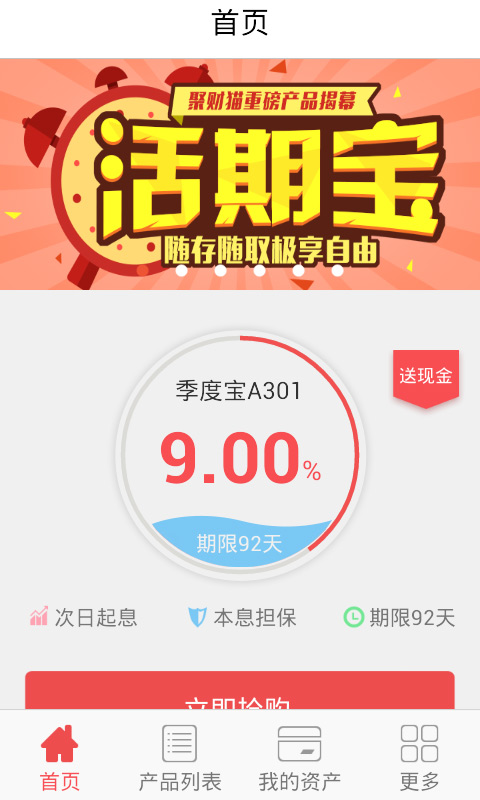 首页
聚财猫重磅产品揭幕
活期宝
随存随取极享自由
送现金
季度宝A301
9.00%
期限92天
次日起息 本息担保 期限92天
立即抢购
首页 产品列表 我的资产 更多